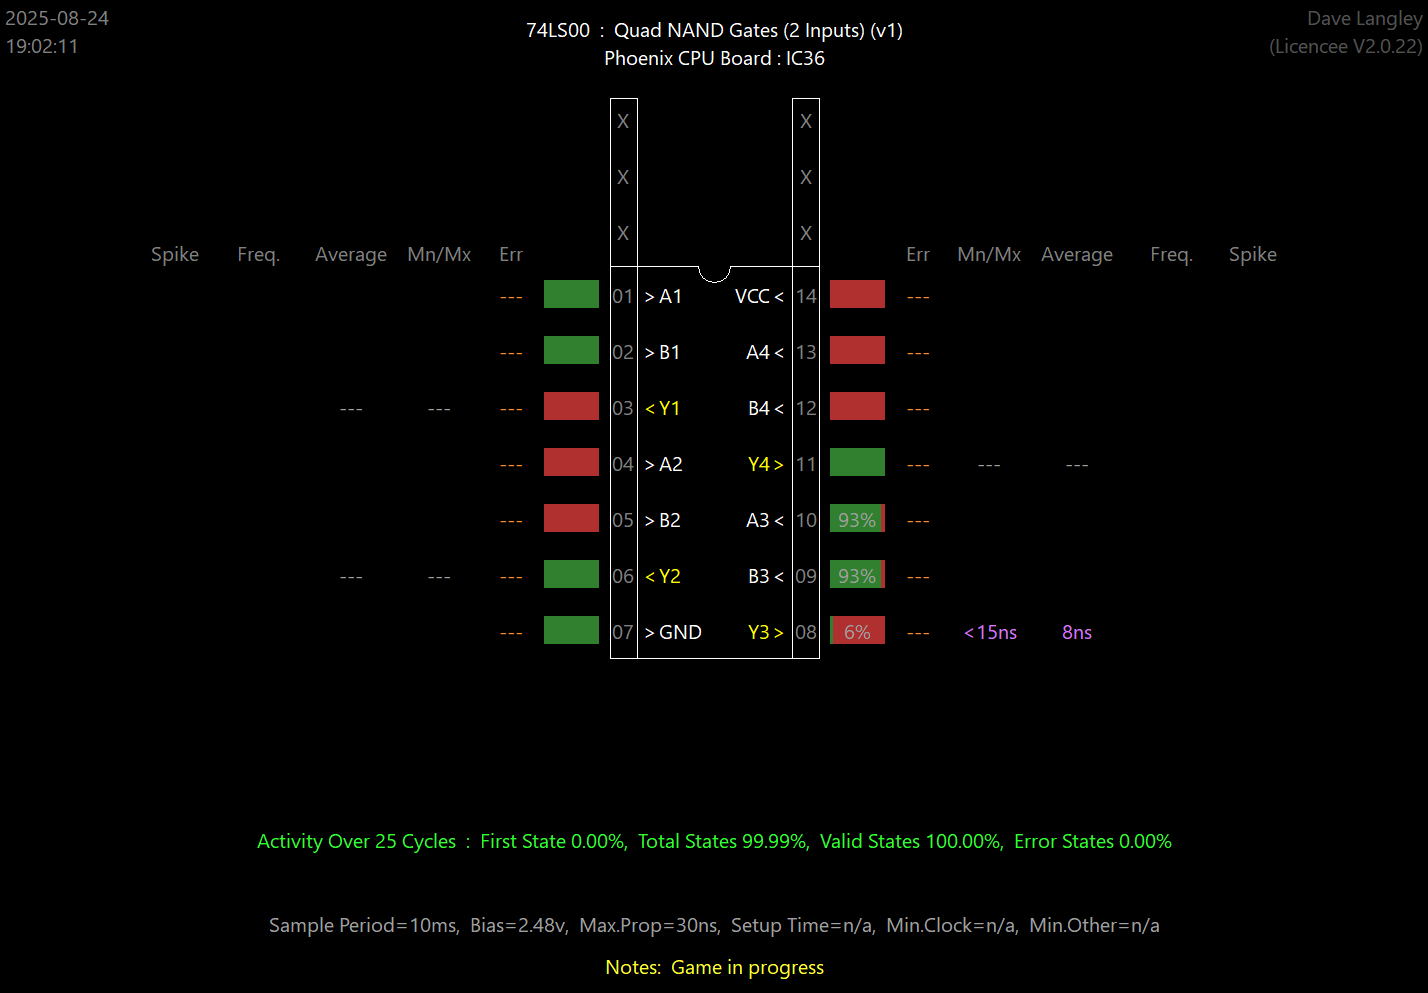 2025-08-24
19:02:11
74LS00 : Quad NAND Gates (2 Inputs) (v1)
Phoenix CPU Board : IC36
Dave Langley
(Licencee V2.0.22)
X X
X X
X X
Spike Freq. Average Mn/Mx Err Err Mn/Mx Average Freq. Spike
--- 01 > A1 VCC < 14 ---
--- 02 > B1 A4 < 13 ---
--- --- --- 03 < Y1 B4 < 12 ---
--- 04 > A2 Y4 > 11 --- --- ---
--- 05 > B2 A3 < 10 93% ---
--- --- --- 06 < Y2 B3 < 09 93% ---
--- 07 > GND Y3 > 08 6% --- <15ns 8ns
Activity Over 25 Cycles : First State 0.00%, Total States 99.99%, Valid States 100.00%, Error States 0.00%
Sample Period=10ms, Bias=2.48v, Max.Prop=30ns, Setup Time=n/a, Min.Clock=n/a, Min.Other=n/a
Notes: Game in progress